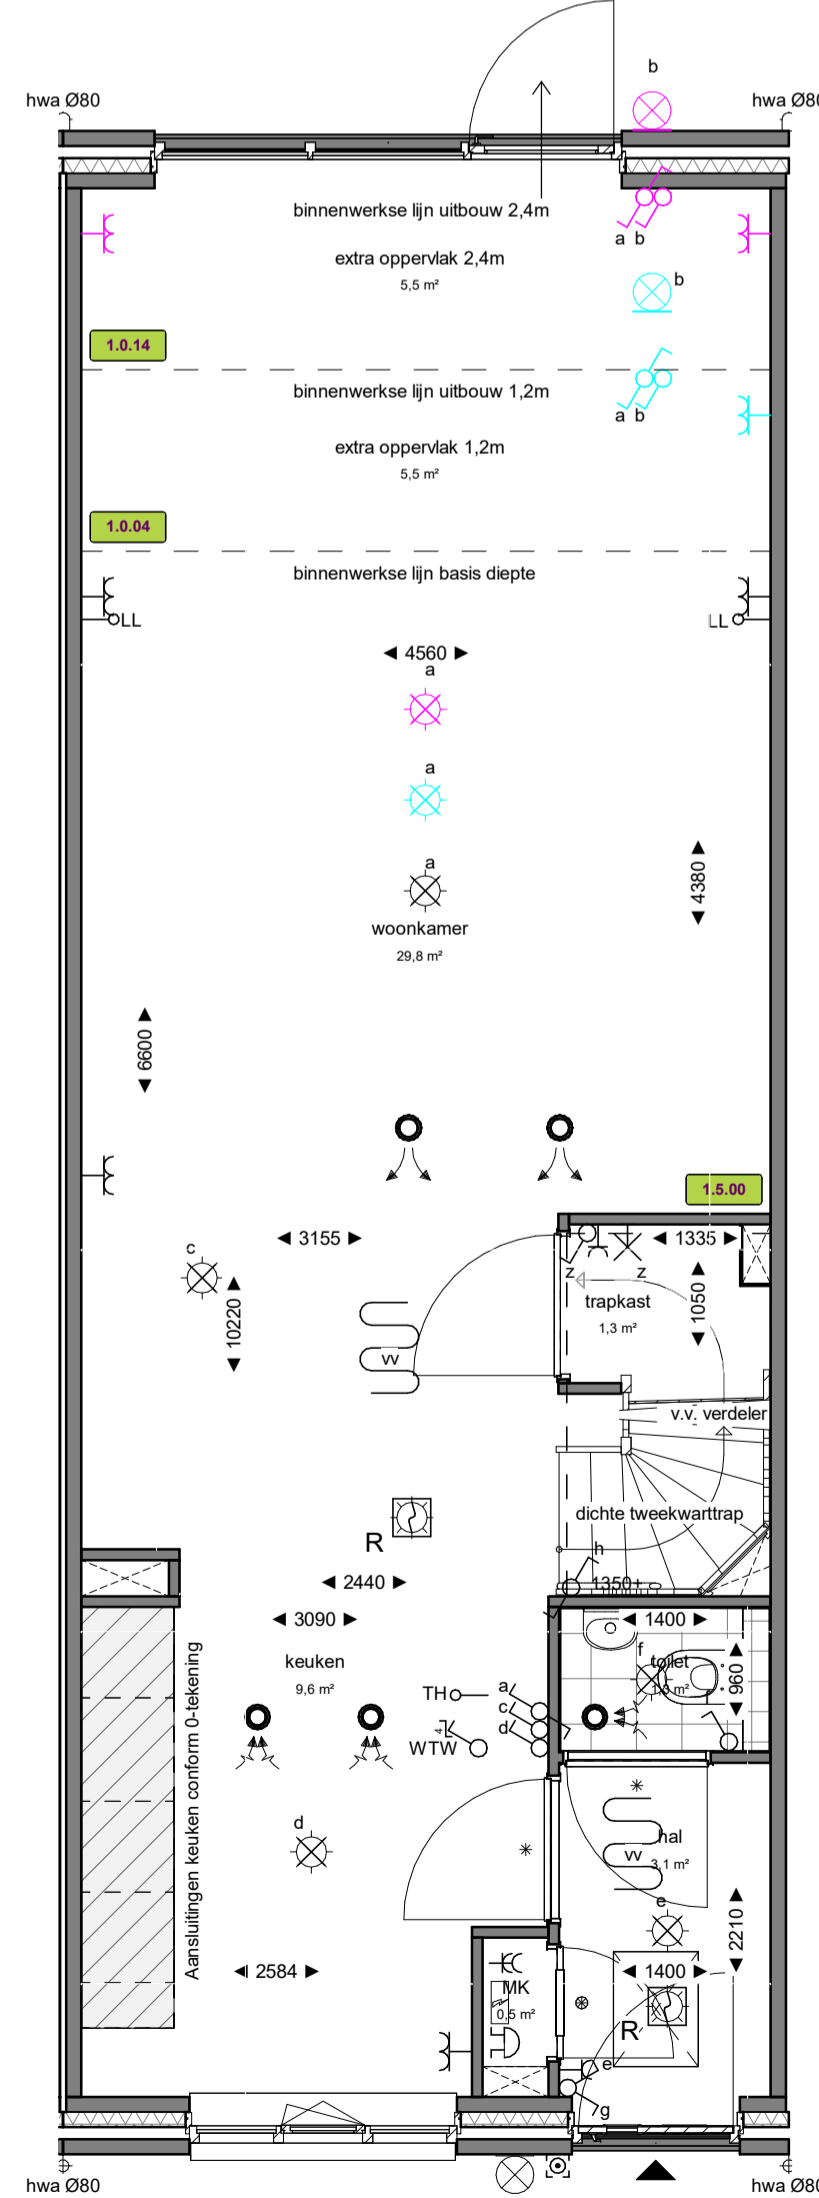 b
hwa Ø80
hwa Ø80
binnenwerkse lijn uitbouw 2,4m
a b
extra oppervlak 2,4m
5,5 m²
b
1.0.14
binnenwerkse lijn uitbouw 1,2m
a b
extra oppervlak 1,2m
5,5 m²
1.0.04
binnenwerkse lijn basis diepte
LL
LL
4560
a
a
a
4380
woonkamer
29,8 m²
6600
1.5.00
3155
1335
c
z
z
10220
1050
trapkast
1,3 m²
vv
v.v. verdeler
dichte tweekwarttrap
R
h
2440
1350+
3090
1400
keuken
9,6 m²
f
toilet
1,3 m²
960
Aansluitingen keuken conform 0-tekening
TH
a
c
d
4
WTW
d
hal
vv
3,1 m²
e
2210
2584
1400
MK
0,5 m²
R
e
g
hwa Ø80
hwa Ø80